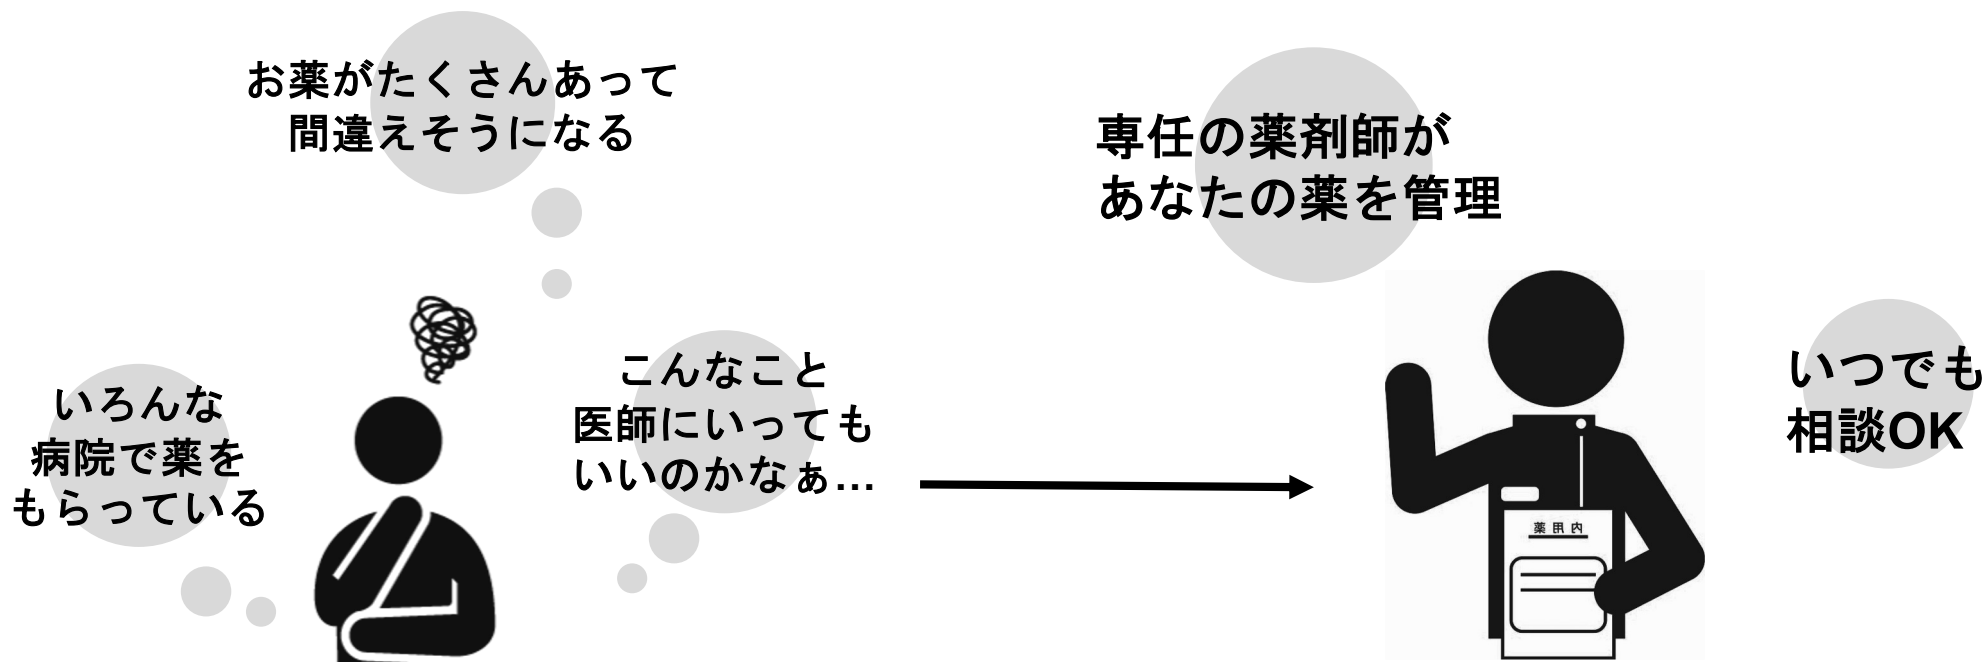 お薬がたくさんあって
間違えそうになる
いろんな
病院で薬を
もらっている
こんなこと
医師にいっても
いいのかなぁ…
専任の薬剤師が
あなたの薬を管理
いつでも
相談OK
内用薬